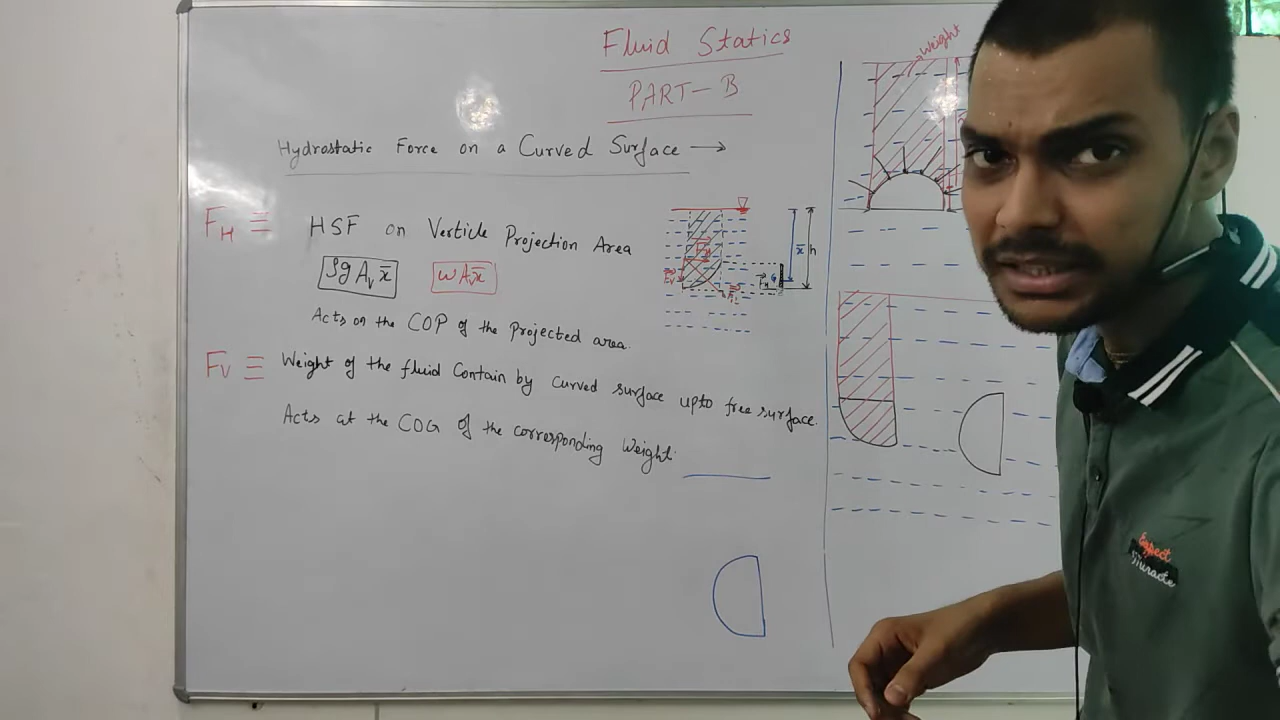 Fluid Statics
PART-B
Hydrostatic Force on a Curved Surface →
F_H ≡ HSF on Verticle Projection Area
ρg A_v x̄ w A_v x̄
Acts on the COP of the Projected area.
F_V ≡ Weight of the fluid Contain by curved surface upto free surface.
Acts at the COG of the corresponding Weight.
x̄ h
weight
Expect
Miracle